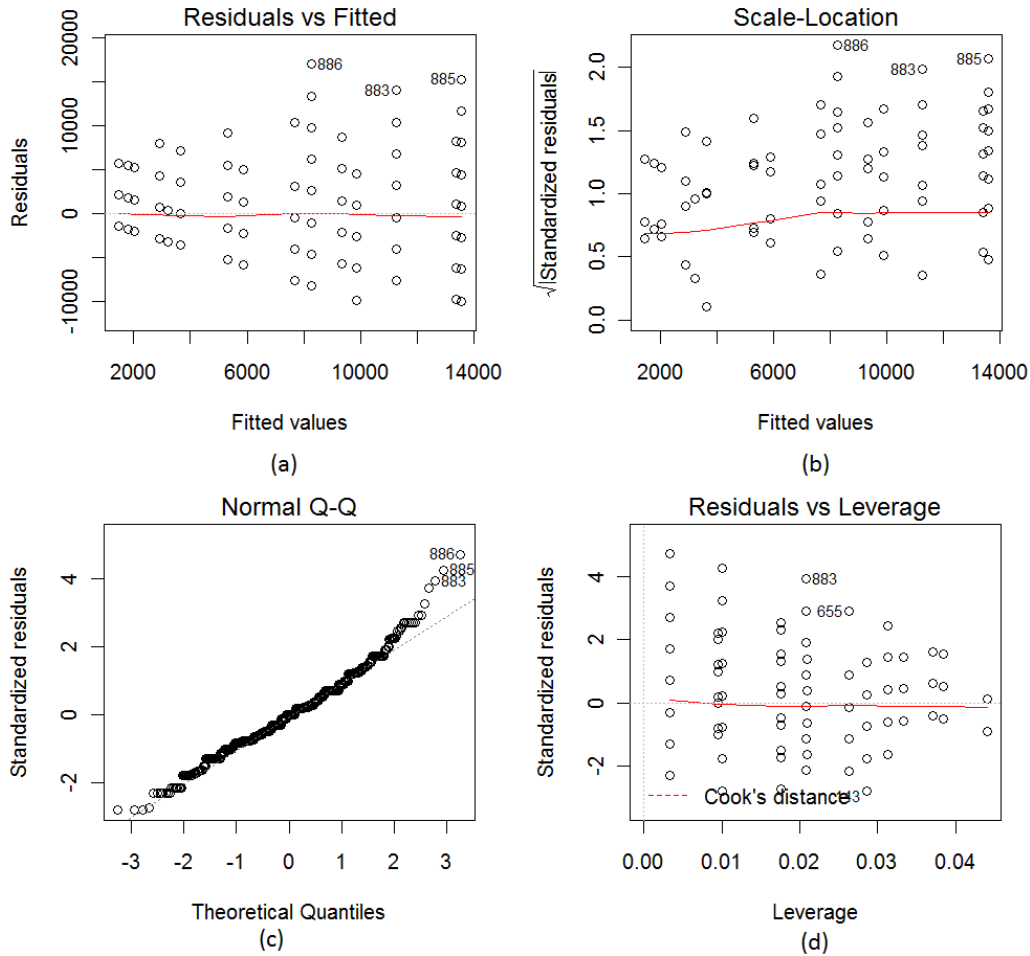 Residuals vs Fitted
Residuals
20000
10000
0
-10000
886
883
885
2000
6000
10000
14000
Fitted values
(a)
Scale-Location
√|Standardized residuals|
2.0
1.5
1.0
0.5
0.0
886
883
885
2000
6000
10000
14000
Fitted values
(b)
Normal Q-Q
Standardized residuals
4
2
0
-2
886
885
883
-3
-2
-1
0
1
2
3
Theoretical Quantiles
(c)
Residuals vs Leverage
Standardized residuals
4
2
0
-2
883
655
143
Cook's distance
0.00
0.01
0.02
0.03
0.04
Leverage
(d)